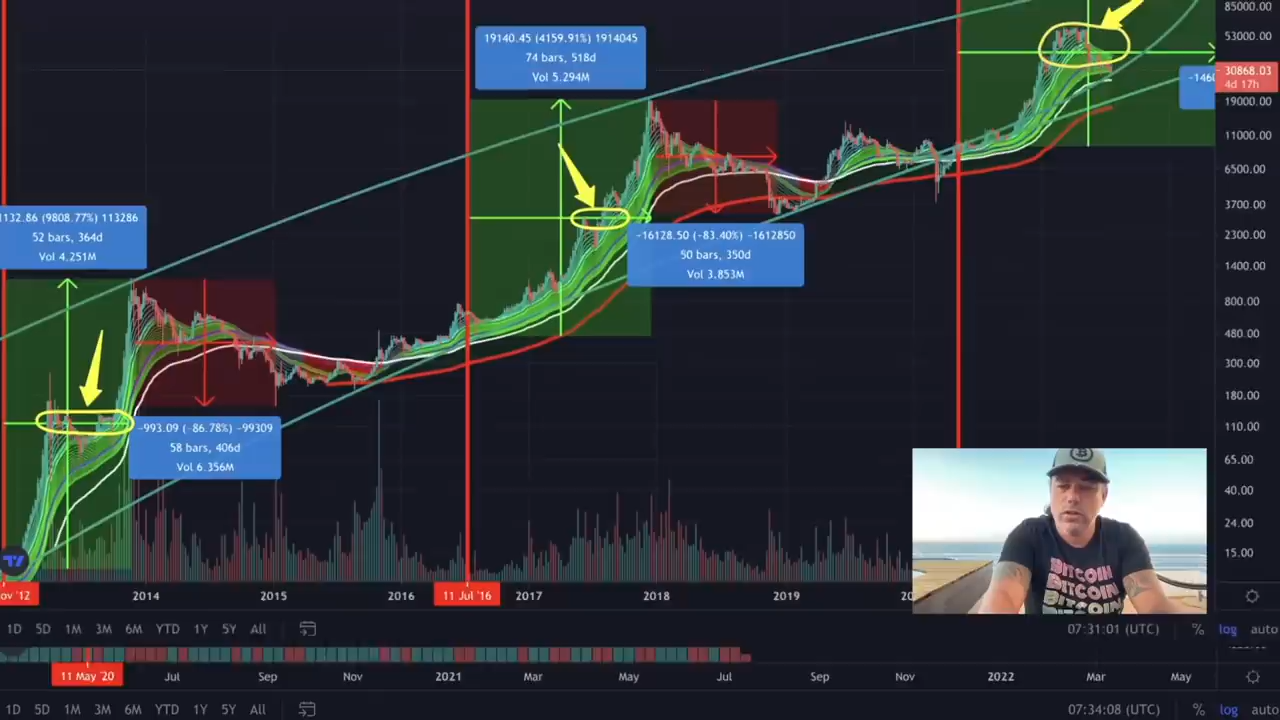 85000.00
19140.45 (4159.91%) 1914045
74 bars, 518d
Vol 5.294M
53000.00
30868.03
4d 17h
-1460
19000.00
11000.00
6500.00
3700.00
1132.86 (9808.77%) 113286
52 bars, 364d
Vol 4.251M
-16128.50 (-83.40%) -1612850
50 bars, 350d
Vol 3.853M
2300.00
1400.00
800.00
480.00
300.00
180.00
-993.09 (-86.78%) -99309
58 bars, 406d
Vol 6.356M
110.00
65.00
40.00
24.00
15.00
BITCOIN
BITCOIN
BITCOIN
BITCOIN
ov '12
2014
2015
2016
11 Jul '16
2017
2018
2019
20
1D 5D 1M 3M 6M YTD 1Y 5Y All
07:31:01 (UTC) % log auto
11 May '20
Jul
Sep
Nov
2021
Mar
May
Jul
Sep
Nov
2022
Mar
May
1D 5D 1M 3M 6M YTD 1Y 5Y All
07:34:08 (UTC) % log auto